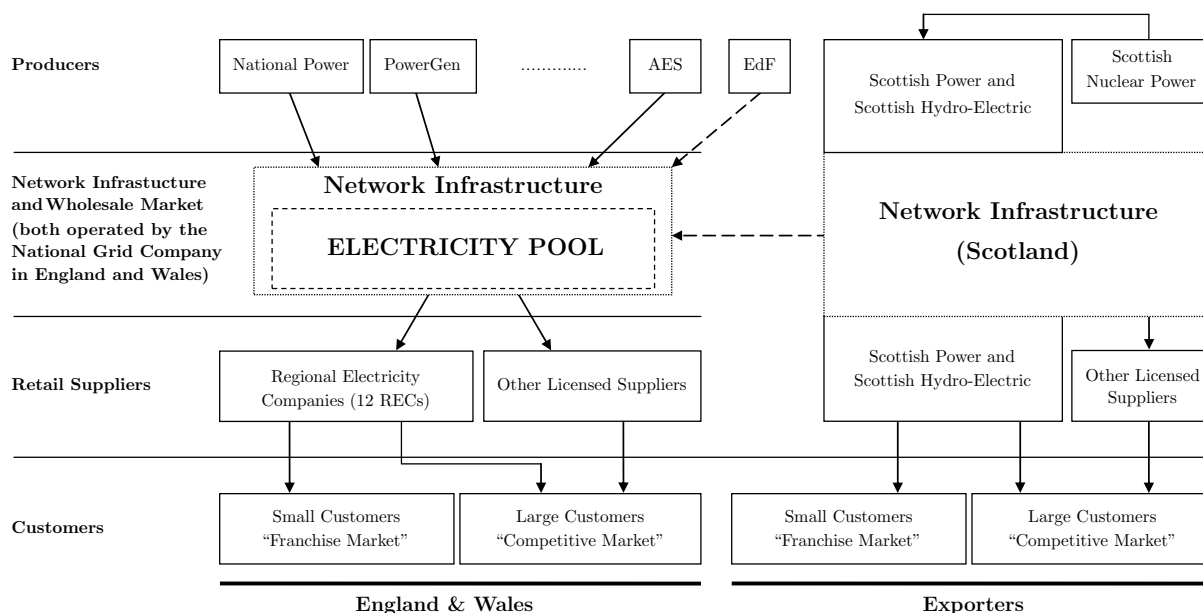 Producers
National Power
PowerGen
.............
AES
EdF
Scottish Power and
Scottish Hydro-Electric
Scottish
Nuclear Power
Network Infrastucture
and Wholesale Market
(both operated by the
National Grid Company
in England and Wales)
Network Infrastructure
ELECTRICITY POOL
Network Infrastructure
(Scotland)
Retail Suppliers
Regional Electricity
Companies (12 RECs)
Other Licensed Suppliers
Scottish Power and
Scottish Hydro-Electric
Other Licensed
Suppliers
Customers
Small Customers
“Franchise Market”
Large Customers
“Competitive Market”
Small Customers
“Franchise Market”
Large Customers
“Competitive Market”
England & Wales
Exporters